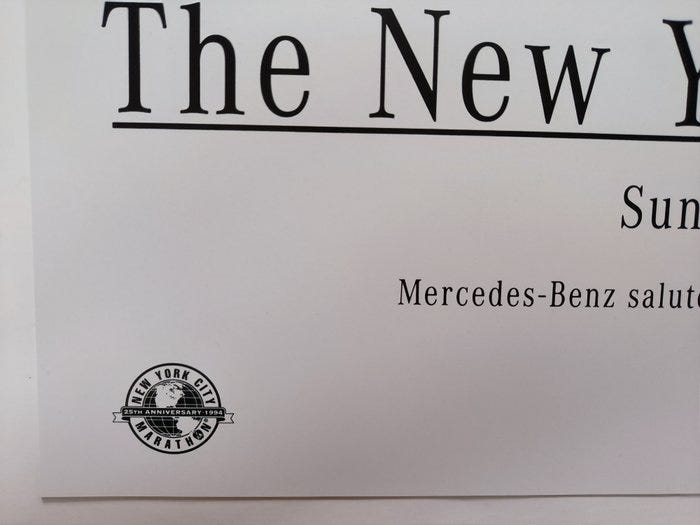 The New Y
Sun
Mercedes-Benz salut
NEW YORK CITY
25TH ANNIVERSARY 1994
MARATHON